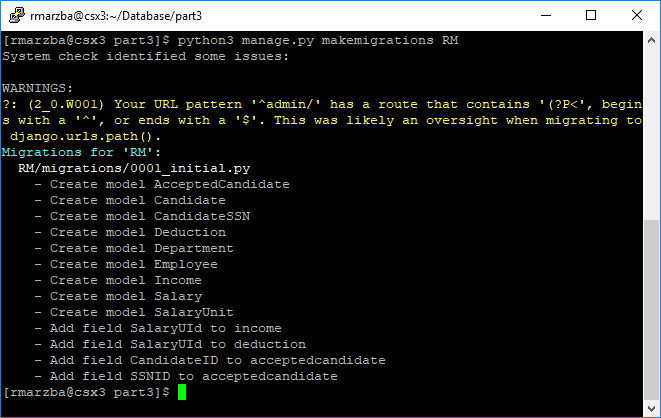 rmarzba@csx3:~/Database/part3
[rmarzba@csx3 part3]$ python3 manage.py makemigrations RM
System check identified some issues:
WARNINGS:
?: (2_0.W001) Your URL pattern '^admin/' has a route that contains '(?P<', begin
s with a '^', or ends with a '$'. This was likely an oversight when migrating to
 django.urls.path().
Migrations for 'RM':
  RM/migrations/0001_initial.py
    - Create model AcceptedCandidate
    - Create model Candidate
    - Create model CandidateSSN
    - Create model Deduction
    - Create model Department
    - Create model Employee
    - Create model Income
    - Create model Salary
    - Create model SalaryUnit
    - Add field SalaryUId to income
    - Add field SalaryUId to deduction
    - Add field CandidateID to acceptedcandidate
    - Add field SSNID to acceptedcandidate
[rmarzba@csx3 part3]$